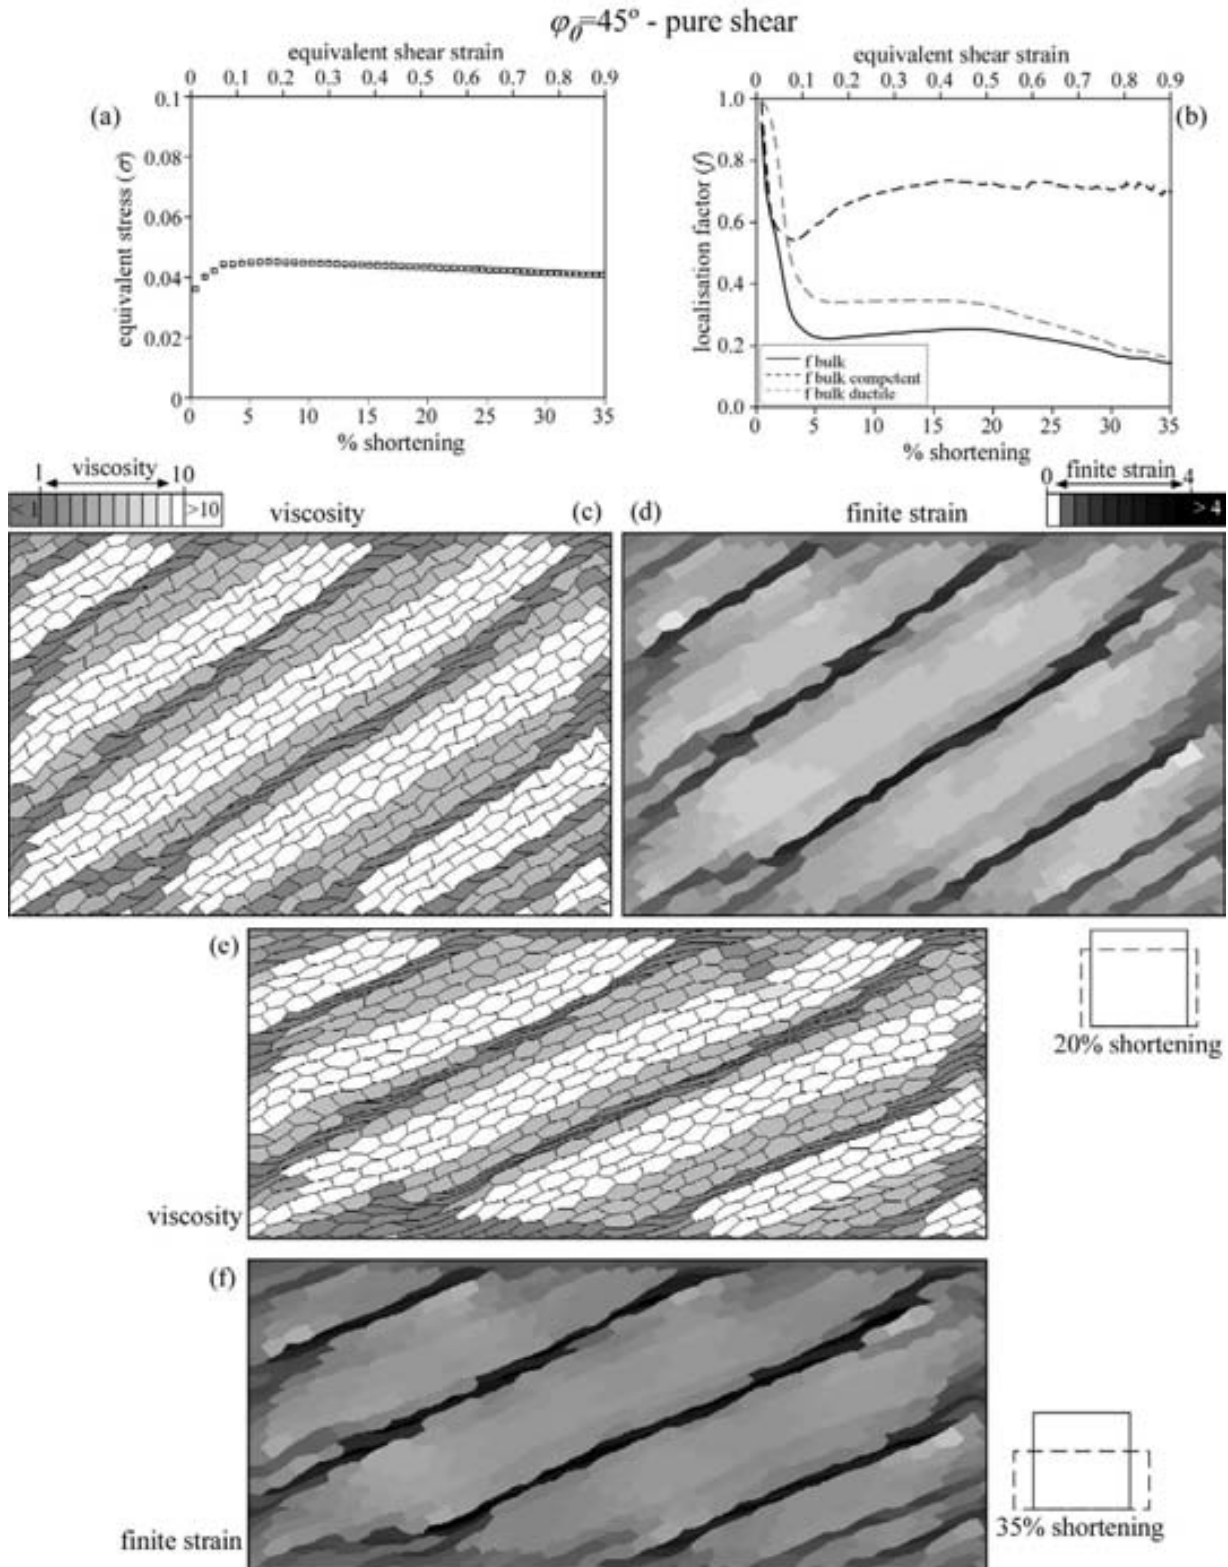 φ0=45º - pure shear
equivalent shear strain
0 0.1 0.2 0.3 0.4 0.5 0.6 0.7 0.8 0.9
(a)
0.1
0.08
0.06
0.04
0.02
0
equivalent stress (σ)
0 5 10 15 20 25 30 35
% shortening
equivalent shear strain
0 0.1 0.2 0.3 0.4 0.5 0.6 0.7 0.8 0.9
(b)
1.0
0.8
0.6
0.4
0.2
0.0
localisation factor (f)
f bulk
f bulk competent
f bulk ductile
0 5 10 15 20 25 30 35
% shortening
1 viscosity 10
< 1 >10
viscosity
(c)
(d)
finite strain
0 finite strain 4
> 4
(e)
viscosity
20% shortening
(f)
finite strain
35% shortening